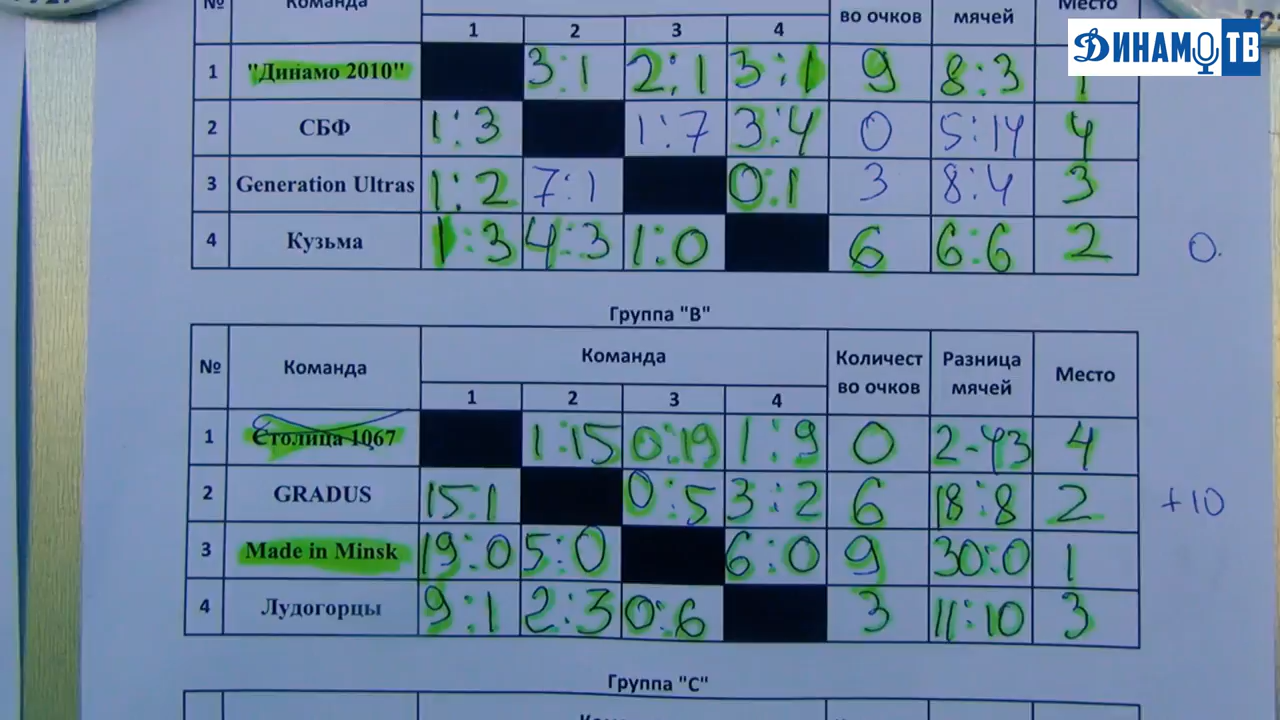 ДИНАМО ТВ
№ Команда во очков мячей Место
1 2 3 4
1 "Динамо 2010" 3:1 2:1 3:1 9 8:3 1
2 СБФ 1:3 1:7 3:4 0 5:14 4
3 Generation Ultras 1:2 7:1 0:1 3 8:4 3
4 Кузьма 1:3 4:3 1:0 6 6:6 2
0.
Группа "В"
№ Команда Команда Количест во очков Разница мячей Место
1 2 3 4
1 Столица 1067 1:15 0:19 1:9 0 2-43 4
2 GRADUS 15:1 0:5 3:2 6 18:8 2
+10
3 Made in Minsk 19:0 5:0 6:0 9 30:0 1
4 Лудогорцы 9:1 2:3 0:6 3 11:10 3
Группа "С"